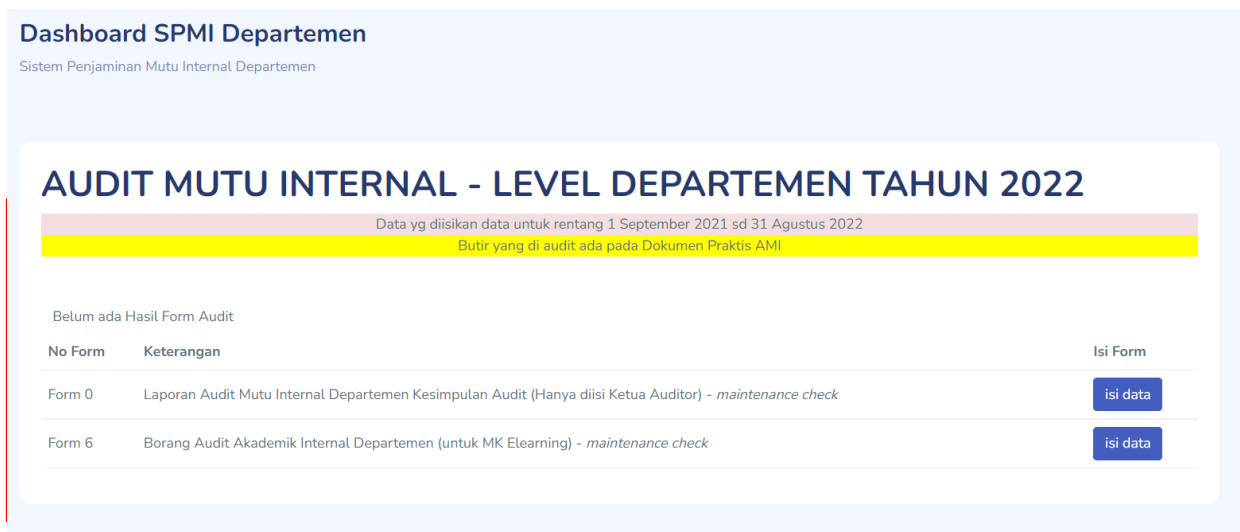 Dashboard SPMI Departemen
Sistem Penjaminan Mutu Internal Departemen
AUDIT MUTU INTERNAL - LEVEL DEPARTEMEN TAHUN 2022
Data yg diisikan data untuk rentang 1 September 2021 sd 31 Agustus 2022
Butir yang di audit ada pada Dokumen Praktis AMI
Belum ada Hasil Form Audit
No Form Keterangan Isi Form
Form 0 Laporan Audit Mutu Internal Departemen Kesimpulan Audit (Hanya diisi Ketua Auditor) - maintenance check isi data
Form 6 Borang Audit Akademik Internal Departemen (untuk MK Elearning) - maintenance check isi data